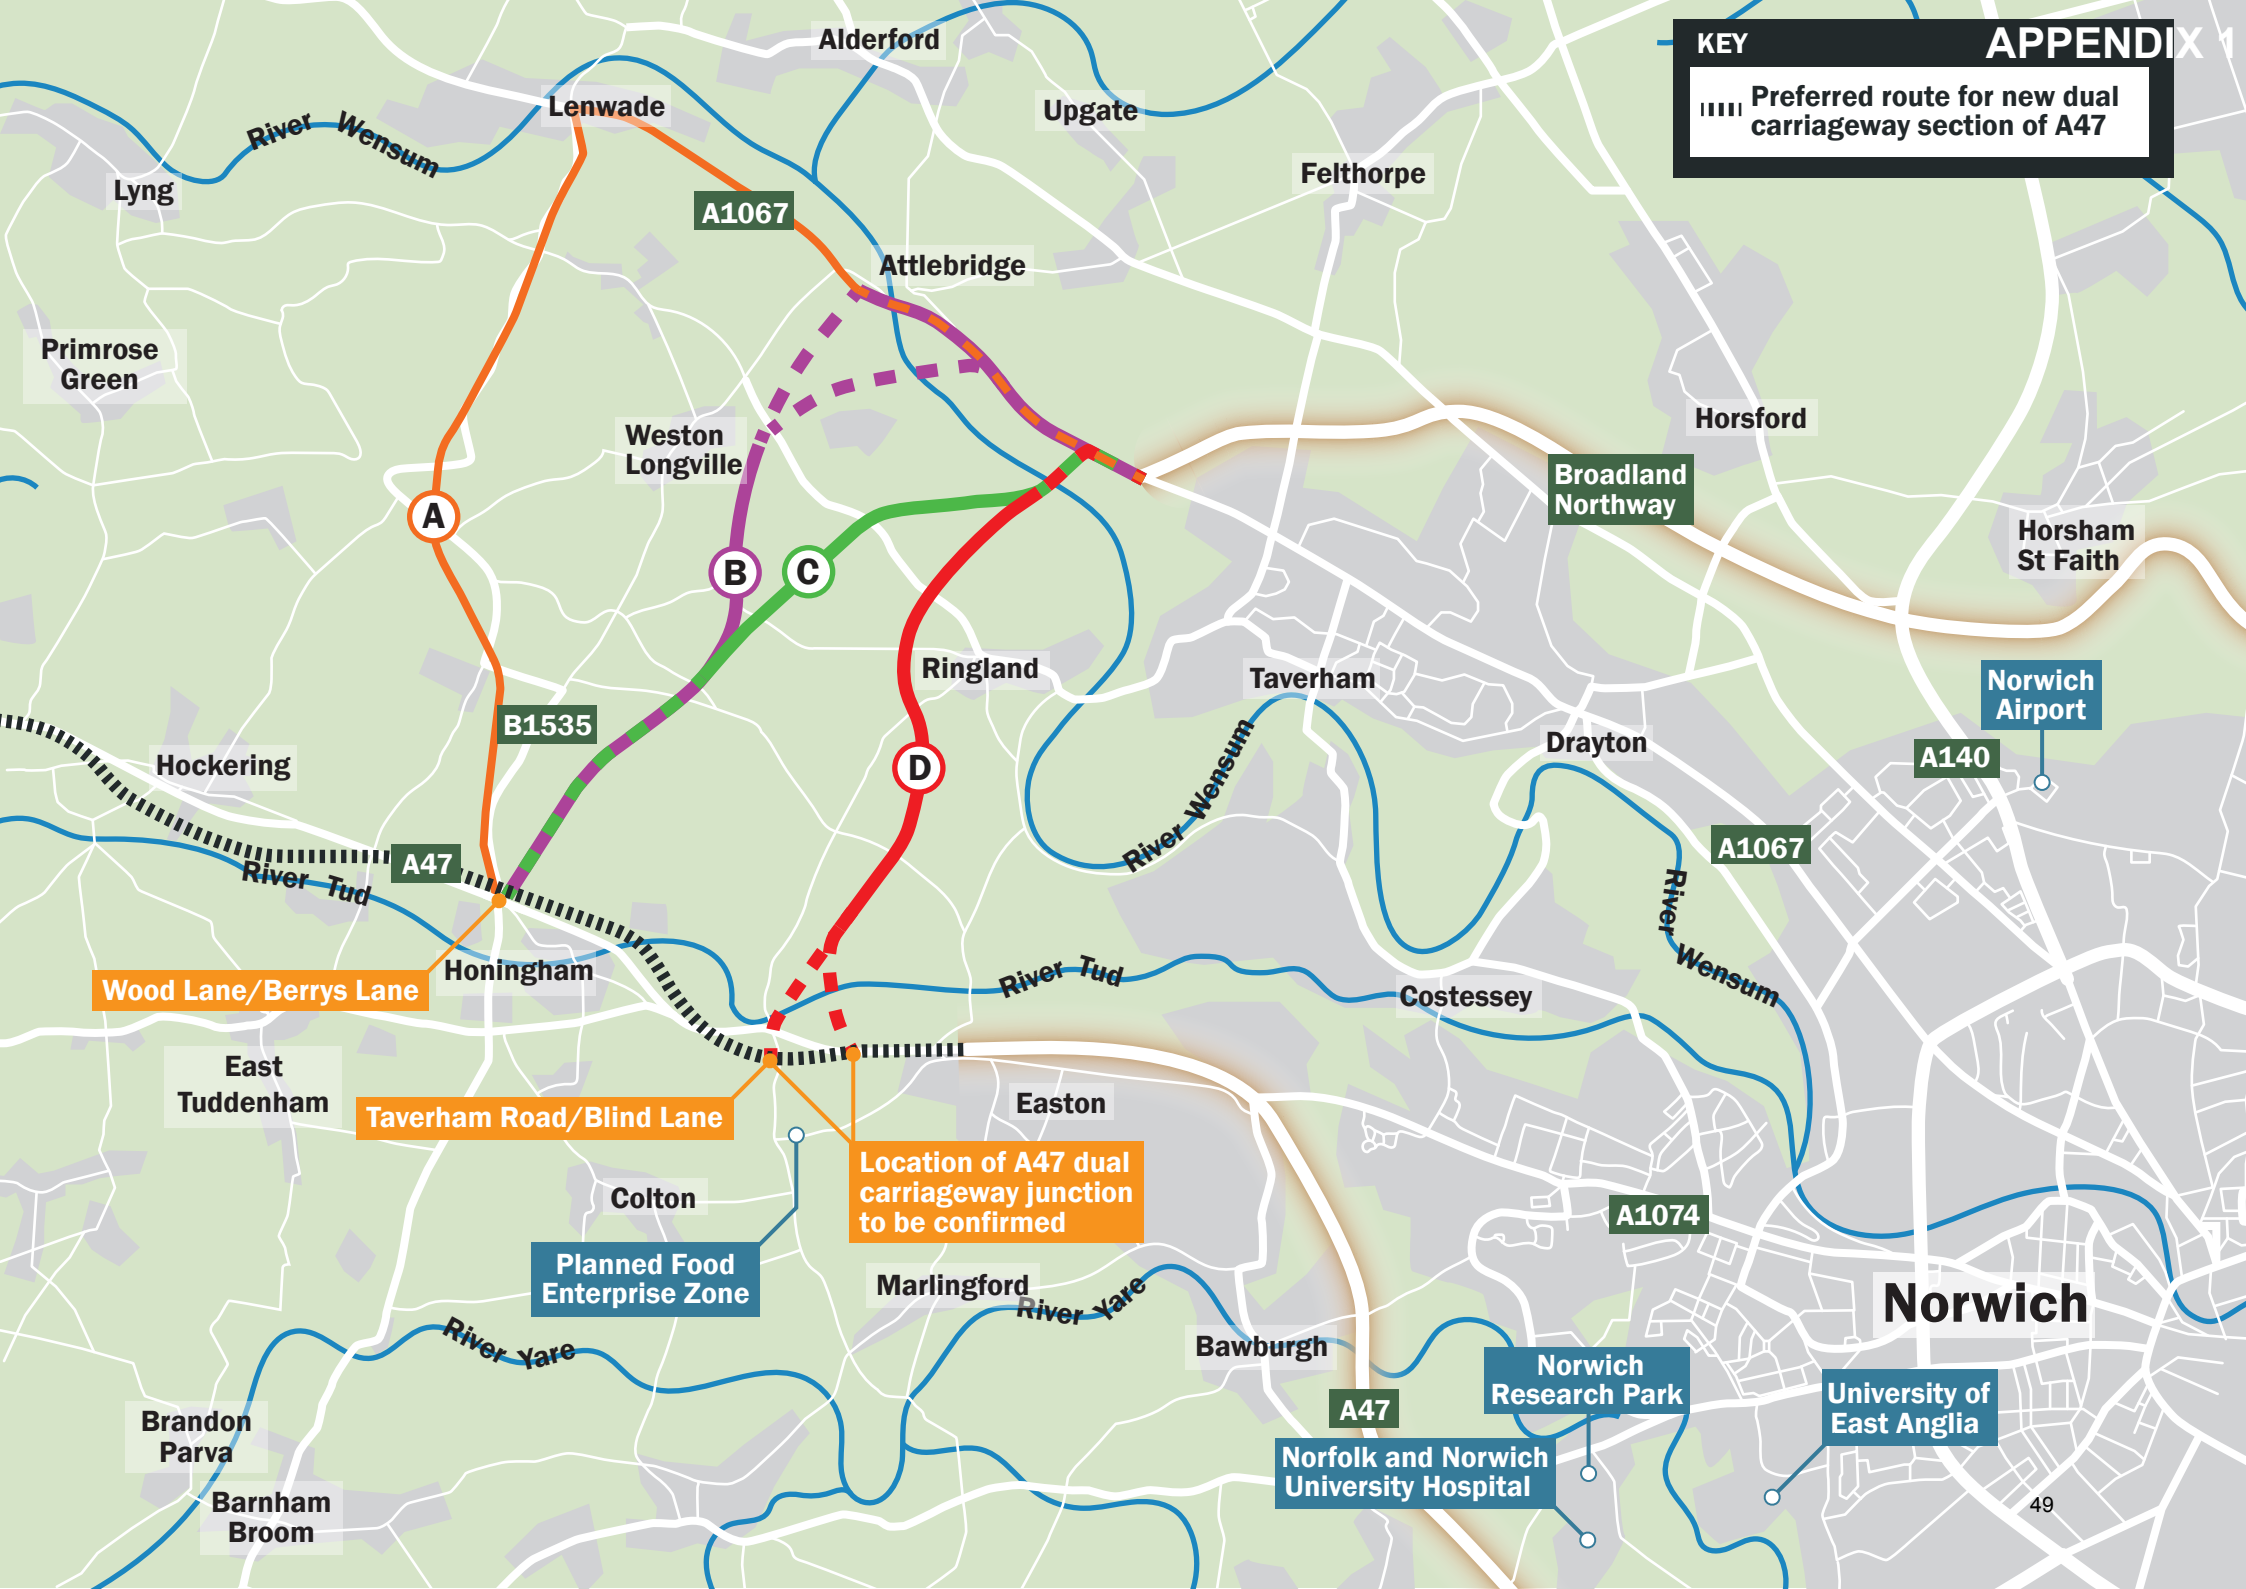 KEY
APPENDIX 1
Preferred route for new dual
carriageway section of A47
Alderford
Lenwade
Upgate
River Wensum
Felthorpe
Lyng
A1067
Attlebridge
Primrose
Green
Weston
Longville
Horsford
Broadland
Northway
A
B
C
Horsham
St Faith
Ringland
Taverham
Norwich
Airport
B1535
Drayton
A140
Hockering
D
River Wensum
A1067
A47
River Tud
River Wensum
Honingham
Wood Lane/Berrys Lane
River Tud
Costessey
East
Tuddenham
Easton
Taverham Road/Blind Lane
Location of A47 dual
carriageway junction
to be confirmed
Colton
A1074
Planned Food
Enterprise Zone
Marlingford
River Yare
Norwich
River Yare
Bawburgh
Norwich
Research Park
University of
East Anglia
A47
Brandon
Parva
Norfolk and Norwich
University Hospital
Barnham
Broom
49